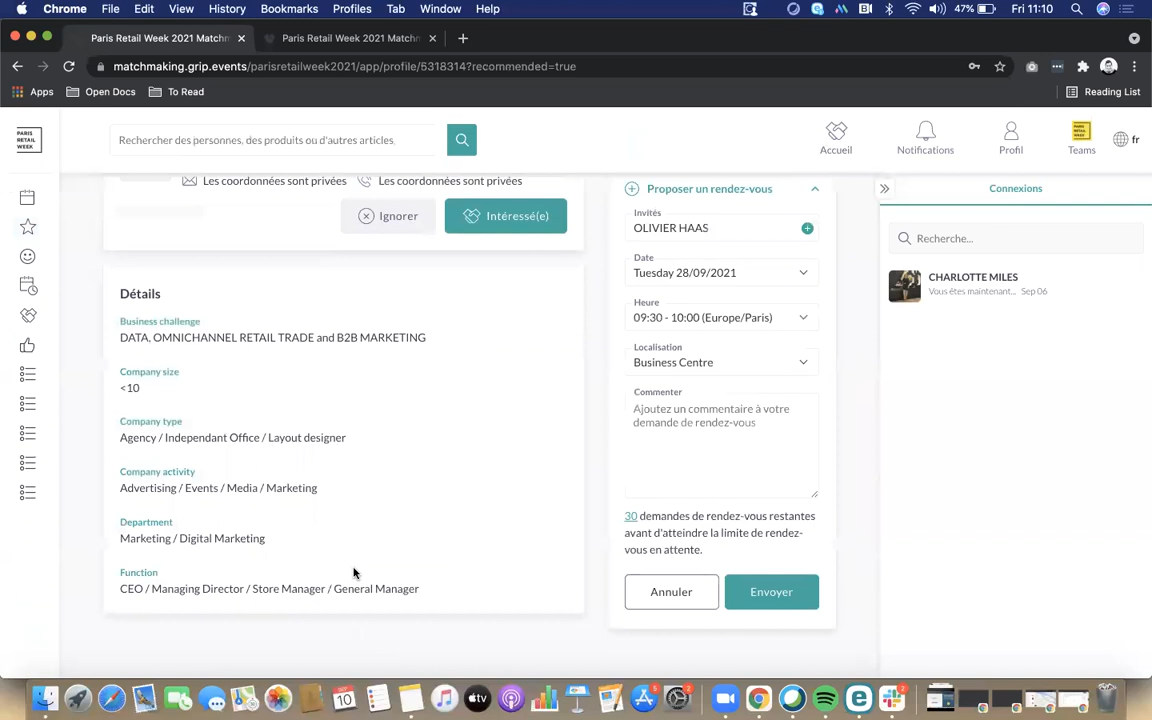 Chrome File Edit View History Bookmarks Profiles Tab Window Help
47% Fri 11:10
Paris Retail Week 2021 Matchm
Paris Retail Week 2021 Matchm
matchmaking.grip.events/parisretailweek2021/app/profile/5318314?recommended=true
Apps Open Docs To Read Reading List
PARIS
RETAIL
WEEK
Rechercher des personnes, des produits ou d'autres articles,
Accueil
Notifications
Profil
Teams
fr
Les coordonnées sont privées
Les coordonnées sont privées
Ignorer
Intéressé(e)
Détails
Business challenge
DATA, OMNICHANNEL RETAIL TRADE and B2B MARKETING
Company size
<10
Company type
Agency / Independant Office / Layout designer
Company activity
Advertising / Events / Media / Marketing
Department
Marketing / Digital Marketing
Function
CEO / Managing Director / Store Manager / General Manager
Proposer un rendez-vous
Invités
OLIVIER HAAS
Date
Tuesday 28/09/2021
Heure
09:30 - 10:00 (Europe/Paris)
Localisation
Business Centre
Commenter
Ajoutez un commentaire à votre
demande de rendez-vous
30 demandes de rendez-vous restantes
avant d'atteindre la limite de rendez-
vous en attente.
Annuler
Envoyer
Connexions
Recherche...
CHARLOTTE MILES
Vous êtes maintenant... Sep 06